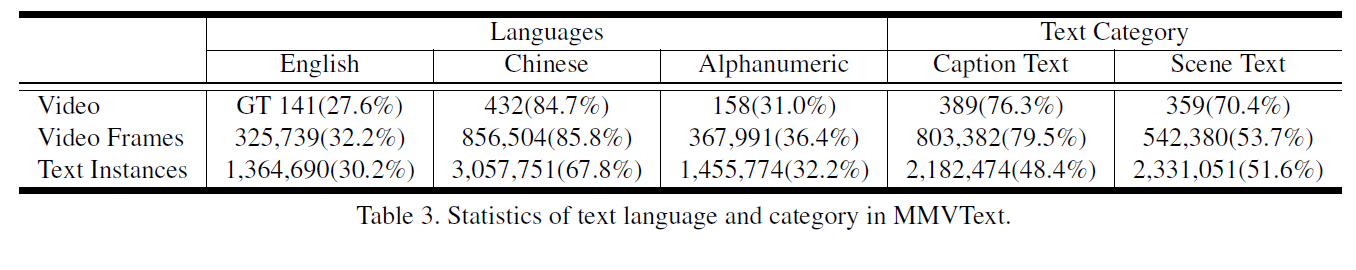 Languages Text Category
English Chinese Alphanumeric Caption Text Scene Text
Video GT 141(27.6%) 432(84.7%) 158(31.0%) 389(76.3%) 359(70.4%)
Video Frames 325,739(32.2%) 856,504(85.8%) 367,991(36.4%) 803,382(79.5%) 542,380(53.7%)
Text Instances 1,364,690(30.2%) 3,057,751(67.8%) 1,455,774(32.2%) 2,182,474(48.4%) 2,331,051(51.6%)
Table 3. Statistics of text language and category in MMVText.